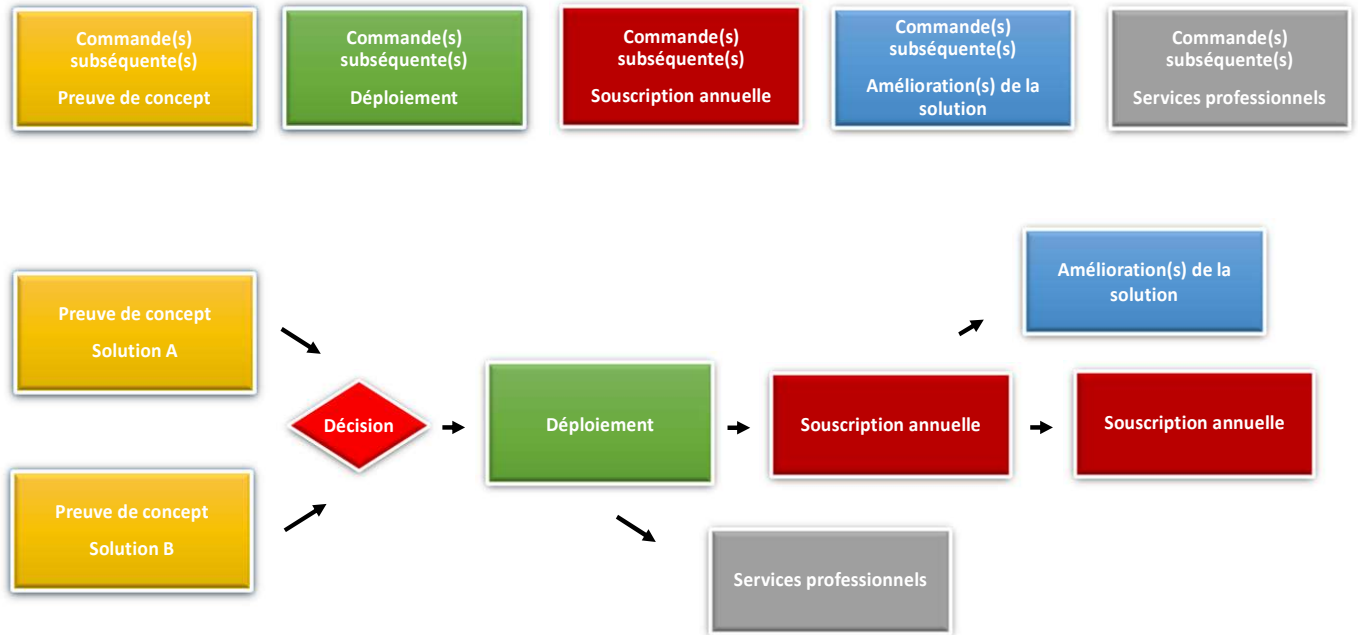 Commande(s)
subséquente(s)
Preuve de concept
Commande(s)
subséquente(s)
Déploiement
Commande(s)
subséquente(s)
Souscription annuelle
Commande(s)
subséquente(s)
Amélioration(s) de la
solution
Commande(s)
subséquente(s)
Services professionnels
Amélioration(s) de la
solution
Preuve de concept
Solution A
Décision
Déploiement
Souscription annuelle
Souscription annuelle
Preuve de concept
Solution B
Services professionnels